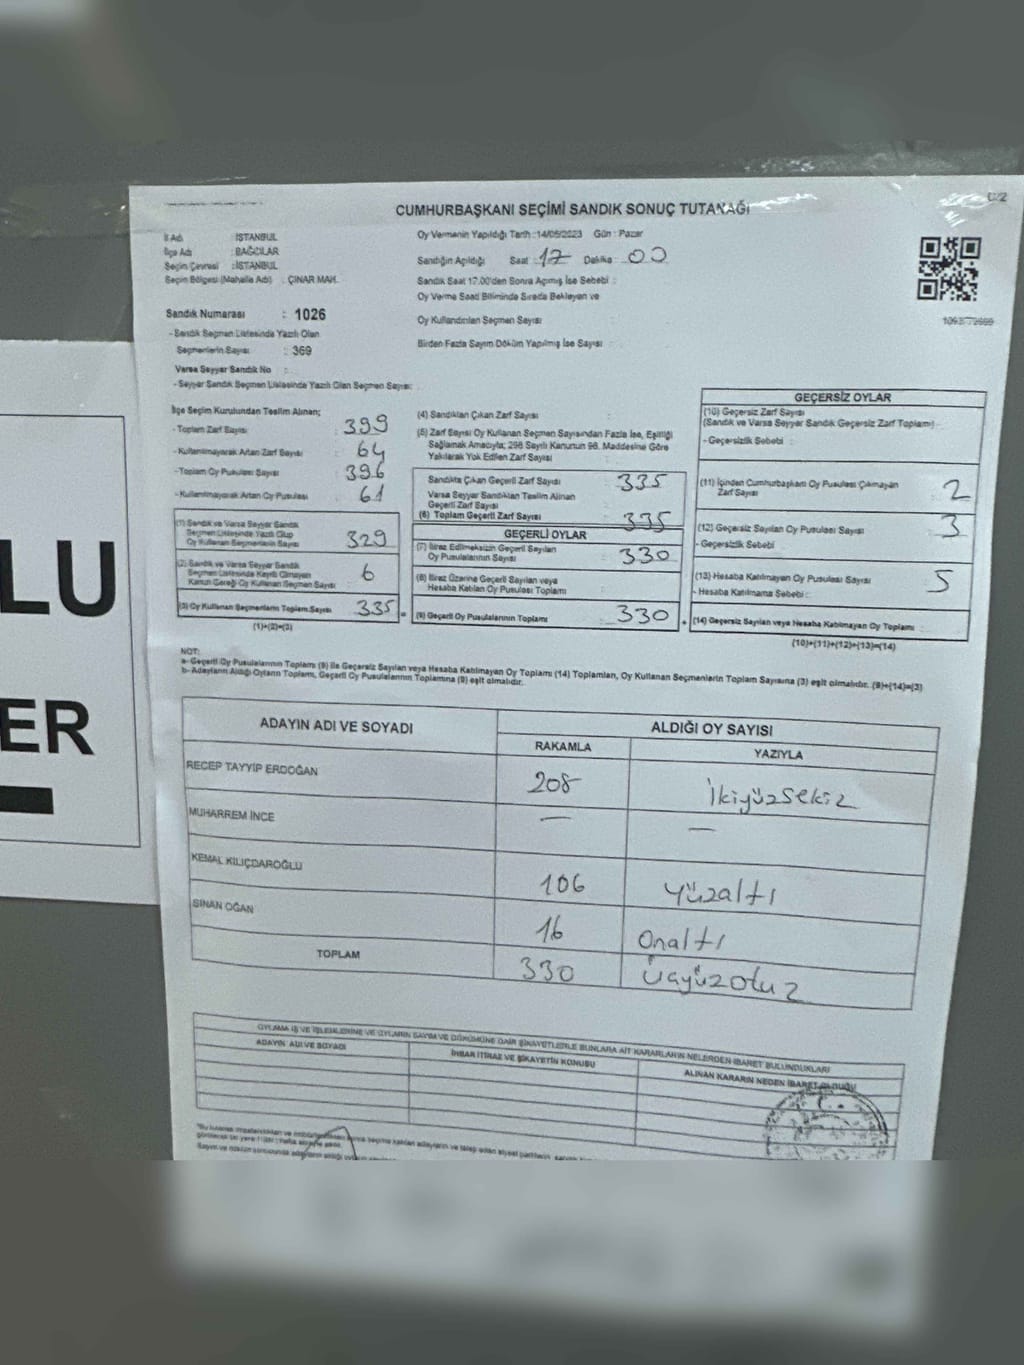 C/2
CUMHURBAŞKANI SEÇİMİ SANDIK SONUÇ TUTANAĞI
İl Adı : İSTANBUL
İlçe Adı : BAĞCILAR
Seçim Çevresi : İSTANBUL
Seçim Bölgesi (Mahalle Adı) : ÇINAR MAH.
Sandık Numarası : 1026
- Sandık Seçmen Listesinde Yazılı Olan
Seçmenlerin Sayısı : 369
Varsa Seyyar Sandık No :
- Seyyar Sandık Seçmen Listesinde Yazılı Olan Seçmen Sayısı:
Oy Vermenin Yapıldığı Tarih :14/05/2023 Gün : Pazar
Sandığın Açıldığı Saat : 17 Dakika : 00
Sandık Saat 17.00'den Sonra Açılmış İse Sebebi :
Oy Verme Saati Bitiminde Sırada Bekleyen ve
Oy Kullandırılan Seçmen Sayısı
Birden Fazla Sayım Döküm Yapılmış İse Sayısı :
İlçe Seçim Kurulundan Teslim Alınan;
- Toplam Zarf Sayısı : 399
- Kullanılmayarak Artan Zarf Sayısı : 64
- Toplam Oy Pusulası Sayısı : 396
- Kullanılmayarak Artan Oy Pusulası : 61
(1) Sandık ve Varsa Seyyar Sandık
Seçmen Listesinde Yazılı Olup
Oy Kullanan Seçmenlerin Sayısı : 329
(2) Sandık ve Varsa Seyyar Sandık
Seçmen Listesinde Kayıtlı Olmayan
Kanun Gereği Oy Kullanan Seçmen Sayısı : 6
(3) Oy Kullanan Seçmenlerin Toplam Sayısı : 335 =
(1)+(2)=(3)
(4) Sandıktan Çıkan Zarf Sayısı :
(5) Zarf Sayısı Oy Kullanan Seçmen Sayısından Fazla İse, Eşitliği
Sağlamak Amacıyla; 298 Sayılı Kanunun 98. Maddesine Göre
Yakılarak Yok Edilen Zarf Sayısı :
Sandıkta Çıkan Geçerli Zarf Sayısı : 335
Varsa Seyyar Sandıktan Teslim Alınan
Geçerli Zarf Sayısı
(6) Toplam Geçerli Zarf Sayısı : 335
GEÇERLİ OYLAR
(7) İtiraz Edilmeksizin Geçerli Sayılan
Oy Pusulalarının Sayısı : 330
(8) İtiraz Üzerine Geçerli Sayılan veya
Hesaba Katılan Oy Pusulası Toplamı :
(9) Geçerli Oy Pusulalarının Toplamı : 330 +
GEÇERSİZ OYLAR
(10) Geçersiz Zarf Sayısı
(Sandık ve Varsa Seyyar Sandık Geçersiz Zarf Toplamı)
- Geçersizlik Sebebi :
(11) İçinden Cumhurbaşkanı Oy Pusulası Çıkmayan
Zarf Sayısı : 2
(12) Geçersiz Sayılan Oy Pusulası Sayısı : 3
- Geçersizlik Sebebi :
(13) Hesaba Katılmayan Oy Pusulası Sayısı : 5
- Hesaba Katılmama Sebebi :
(14) Geçersiz Sayılan veya Hesaba Katılmayan Oy Toplamı :
(10)+(11)+(12)+(13)=(14)
NOT:
a- Geçerli Oy Pusulalarının Toplamı (9) ile Geçersiz Sayılan veya Hesaba Katılmayan Oy Toplamı (14) Toplamları, Oy Kullanan Seçmenlerin Toplam Sayısına (3) eşit olmalıdır. (9)+(14)=(3)
b- Adayların Aldığı Oyların Toplamı, Geçerli Oy Pusulalarının Toplamına (9) eşit olmalıdır.
LU
ER
ADAYIN ADI VE SOYADI ALDIĞI OY SAYISI
RAKAMLA YAZIYLA
RECEP TAYYİP ERDOĞAN 208 İkiyüzsekiz
MUHARREM İNCE — —
KEMAL KILIÇDAROĞLU 106 yüzaltı
SİNAN OĞAN 16 Onaltı
TOPLAM 330 Üçyüzotuz
OYLAMA İŞ VE İŞLEMLERİNE VE OYLARIN SAYIM VE DÖKÜMÜNE DAİR ŞİKAYETLERLE BUNLARA AİT KARARLARIN NELERDEN İBARET BULUNDUKLARI
ADAYIN ADI VE SOYADI İHBAR İTİRAZ VE ŞİKAYETİN KONUSU ALINAN KARARIN NEDEN İBARET OLDUĞU